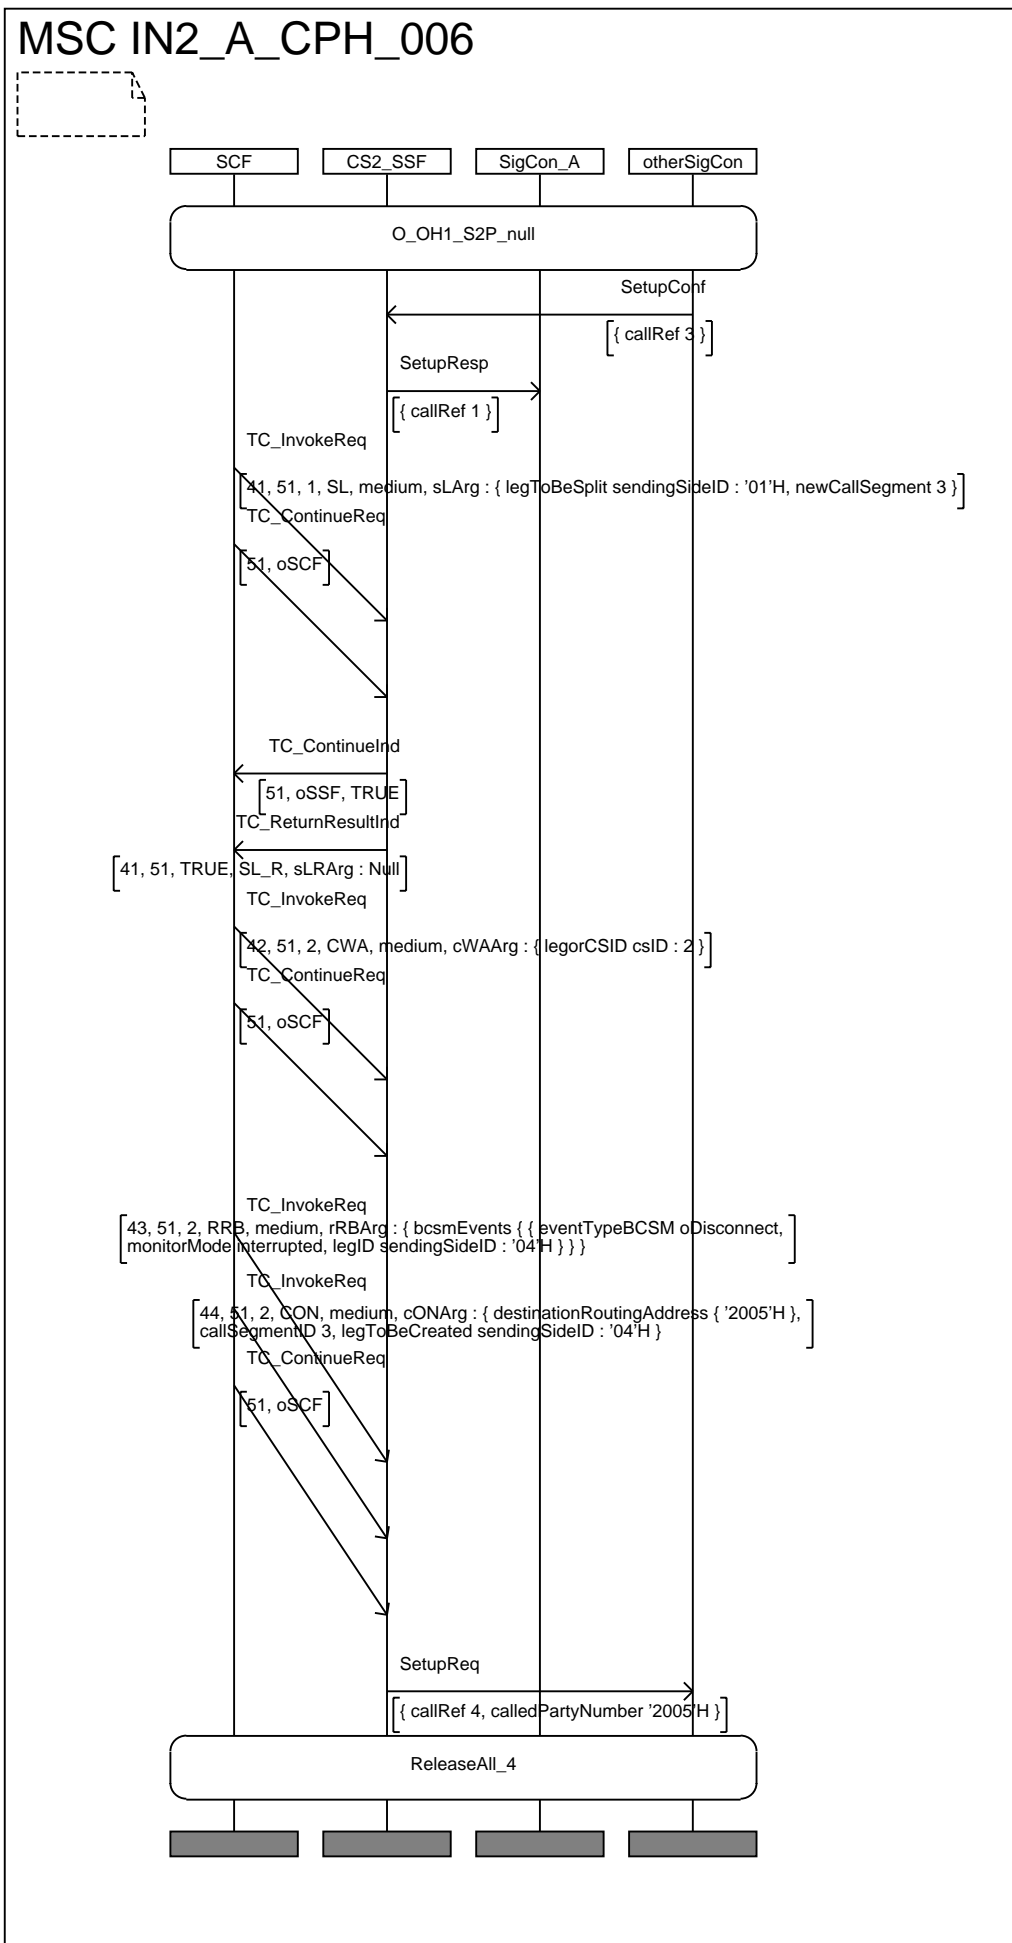 MSC IN2_A_CPH_006
SCF CS2_SSF SigCon_A otherSigCon
O_OH1_S2P_null
SetupConf
{ callRef 3 }
SetupResp
{ callRef 1 }
TC_InvokeReq
41, 51, 1, SL, medium, sLArg : { legToBeSplit sendingSideID : '01'H, newCallSegment 3 }
TC_ContinueReq
51, oSCF
TC_ContinueInd
51, oSSF, TRUE
TC_ReturnResultInd
41, 51, TRUE, SL_R, sLRArg : Null
TC_InvokeReq
42, 51, 2, CWA, medium, cWAArg : { legorCSID csID : 2 }
TC_ContinueReq
51, oSCF
TC_InvokeReq
43, 51, 2, RRB, medium, rRBArg : { bcsmEvents { { eventTypeBCSM oDisconnect,
monitorMode interrupted, legID sendingSideID : '04'H } } }
TC_InvokeReq
44, 51, 2, CON, medium, cONArg : { destinationRoutingAddress { '2005'H },
callSegmentID 3, legToBeCreated sendingSideID : '04'H }
TC_ContinueReq
51, oSCF
SetupReq
{ callRef 4, calledPartyNumber '2005'H }
ReleaseAll_4